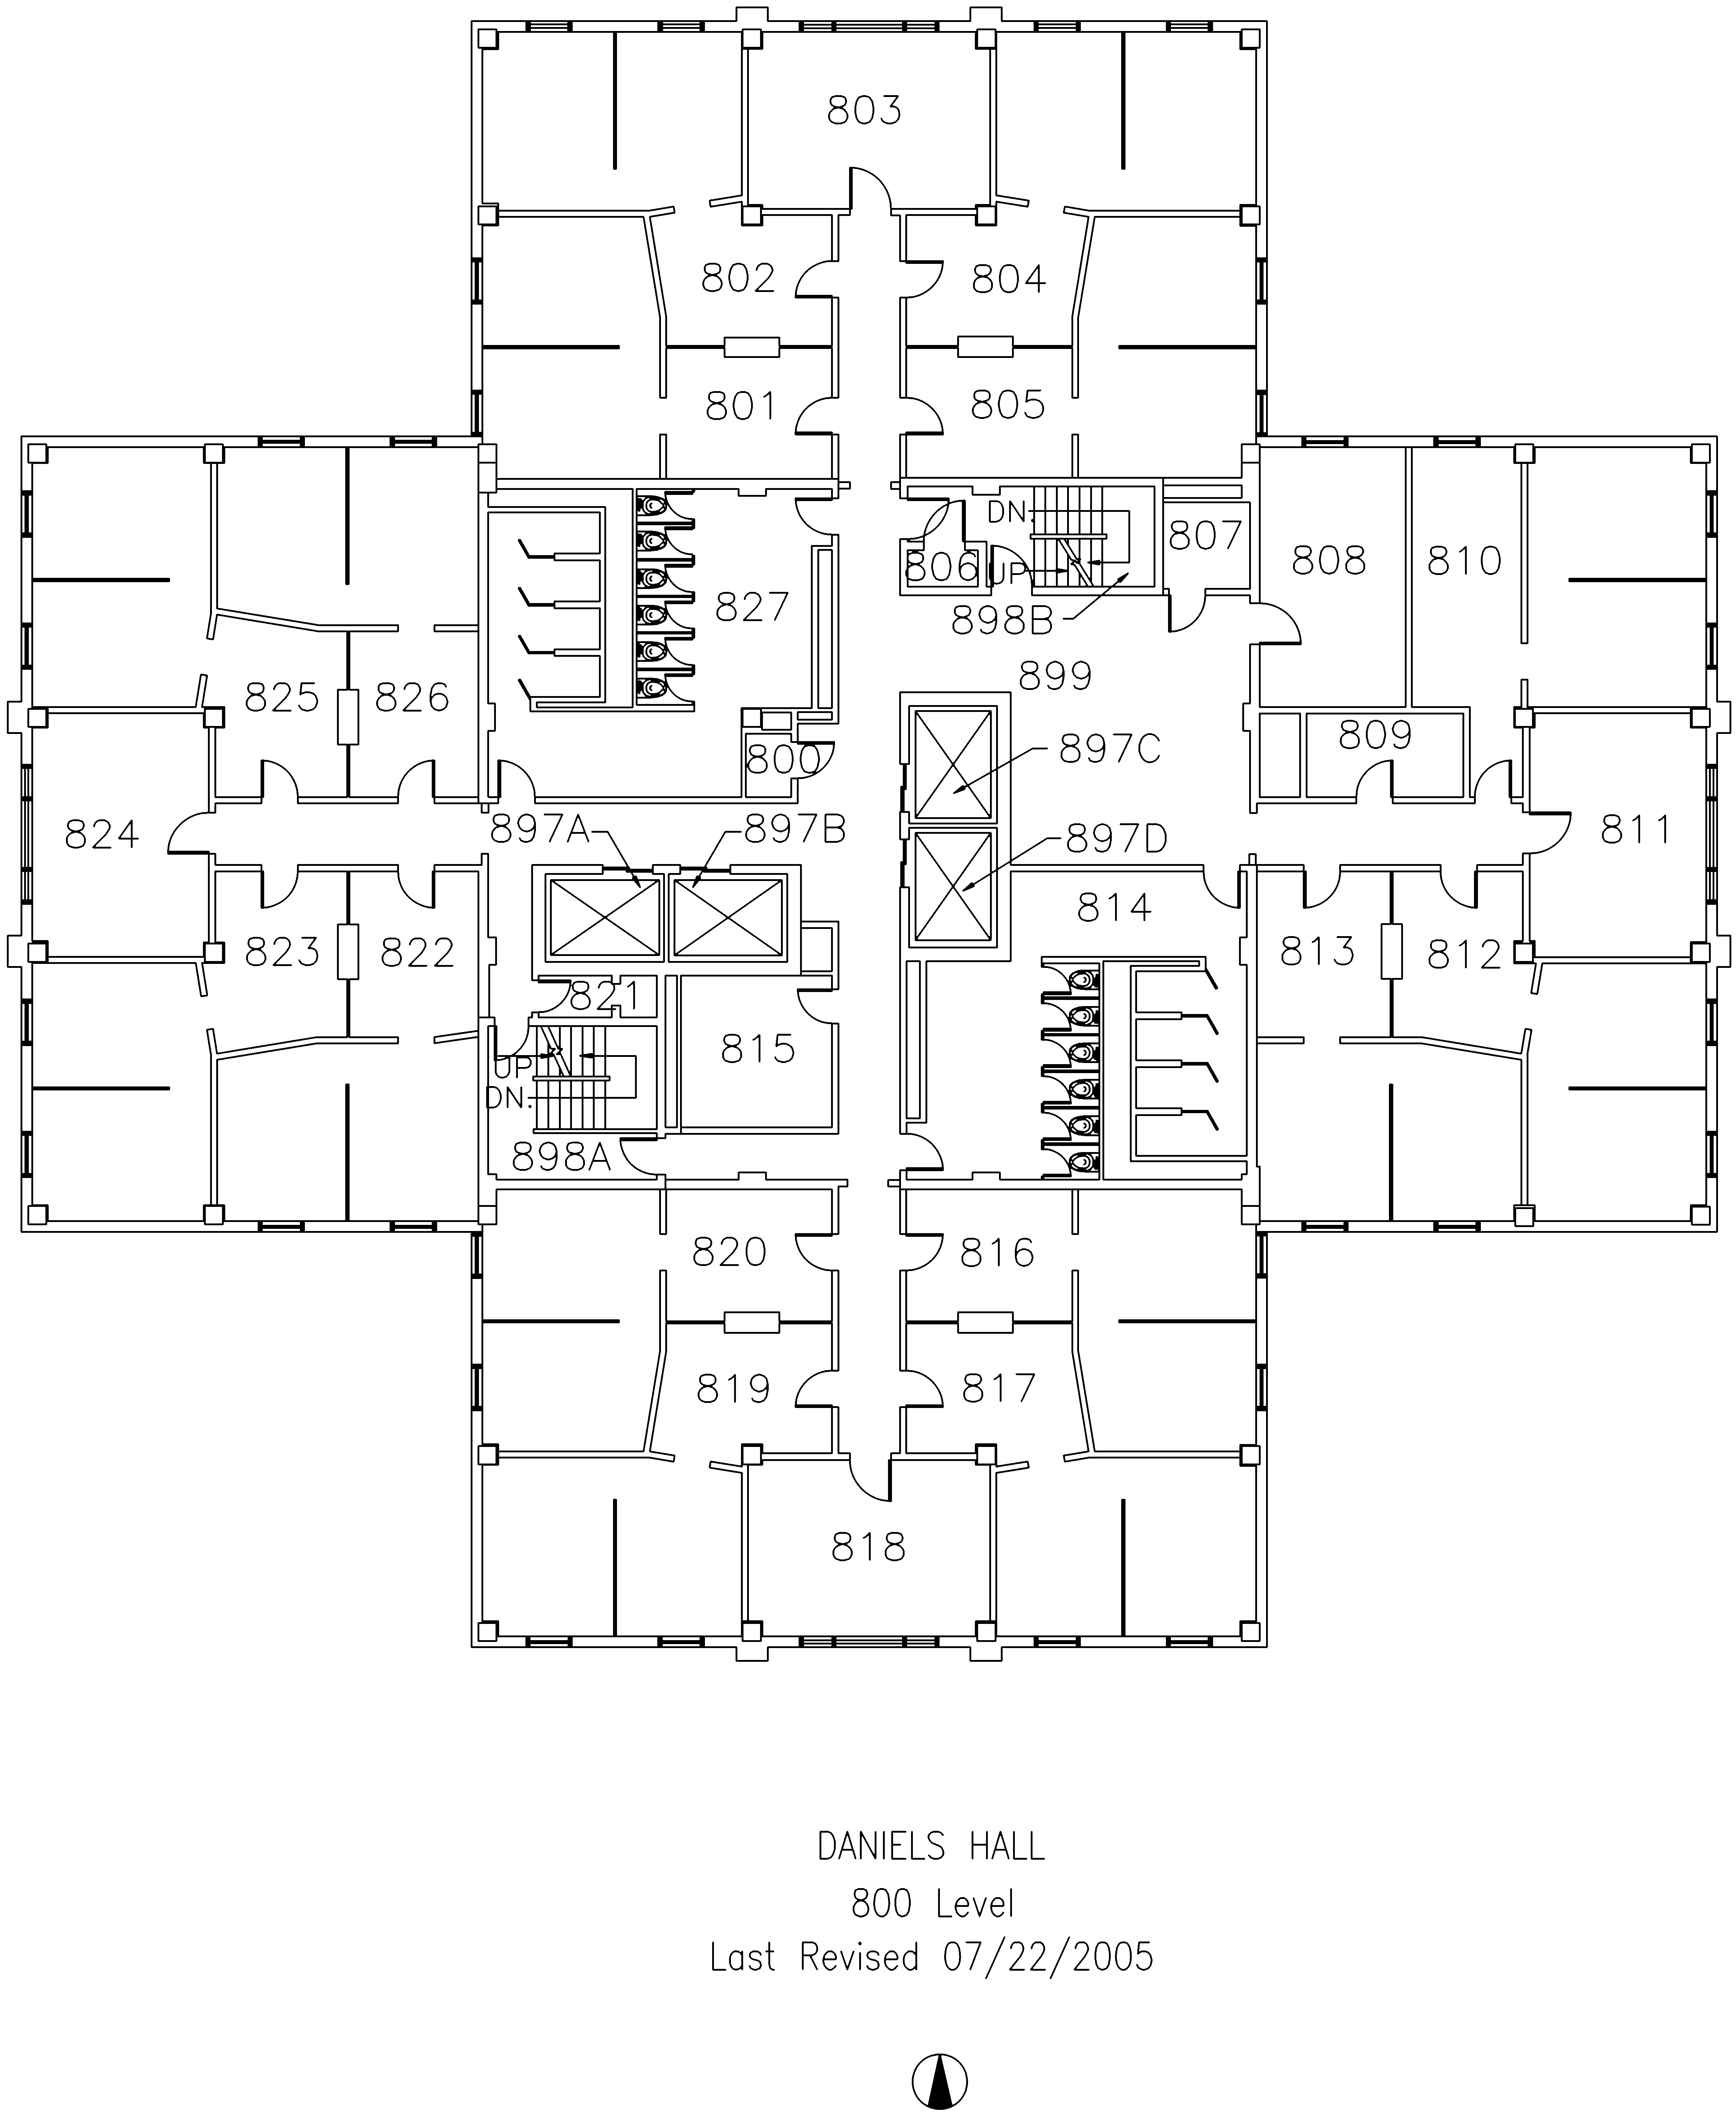 803
802
804
801
805
DN.
807
806
UP
808
810
827
898B
825
826
899
800
897C
809
824
897A
897B
897D
811
814
823
822
821
813
812
815
UP
DN.
898A
820
816
819
817
818
DANIELS HALL
800 Level
Last Revised 07/22/2005